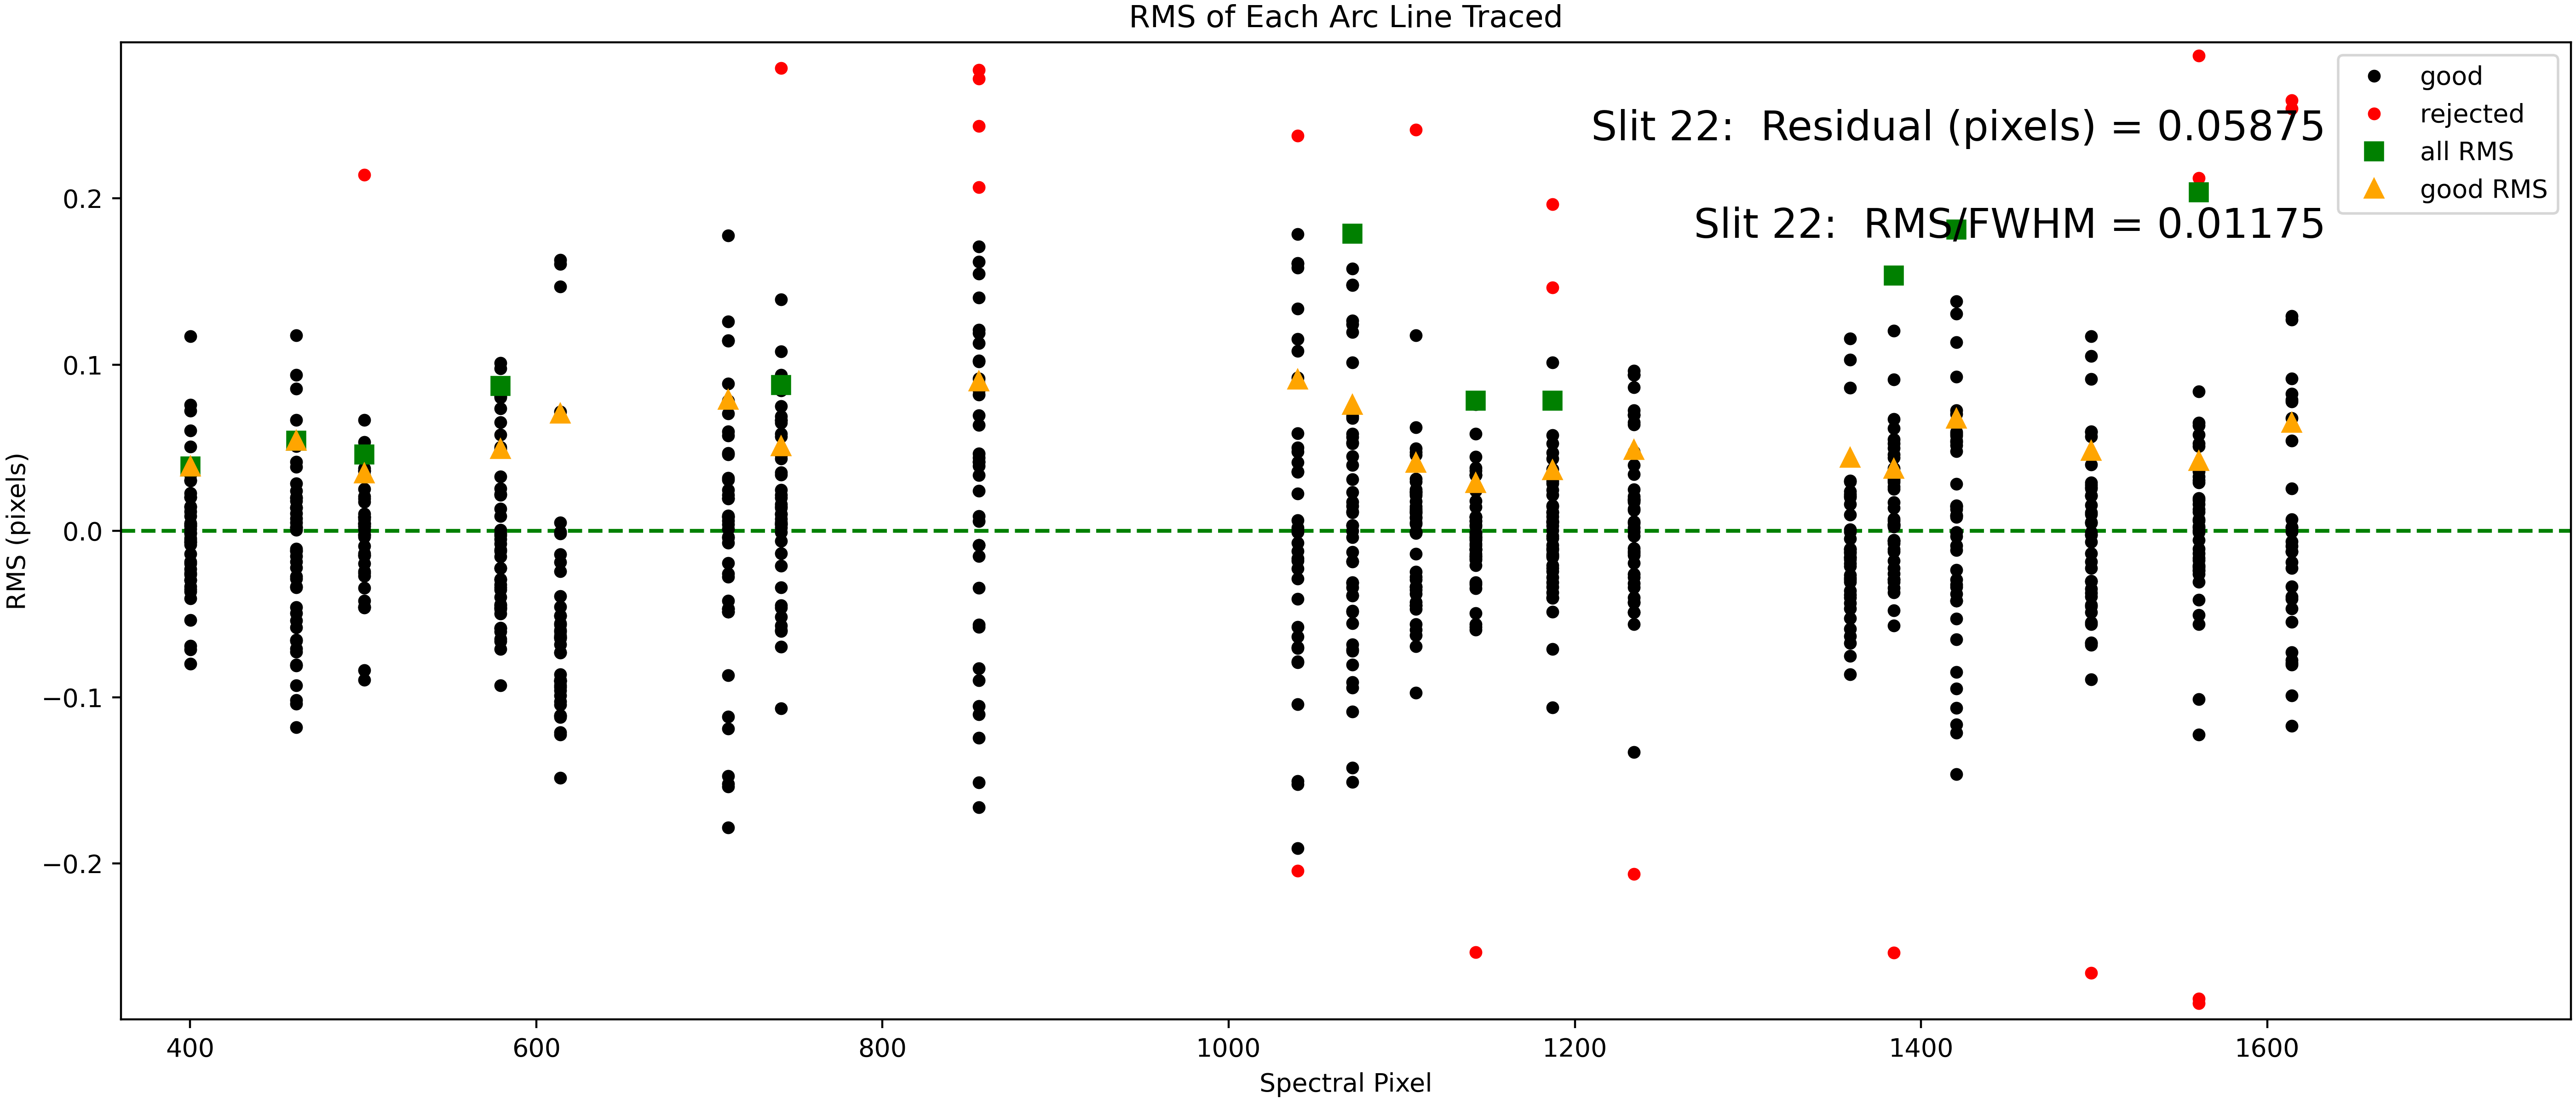 RMS of Each Arc Line Traced
good
rejected
all RMS
good RMS
Slit 22:  Residual (pixels) = 0.05875
Slit 22:  RMS/FWHM = 0.01175
RMS (pixels)
0.2
0.1
0.0
−0.1
−0.2
400 600 800 1000 1200 1400 1600
Spectral Pixel